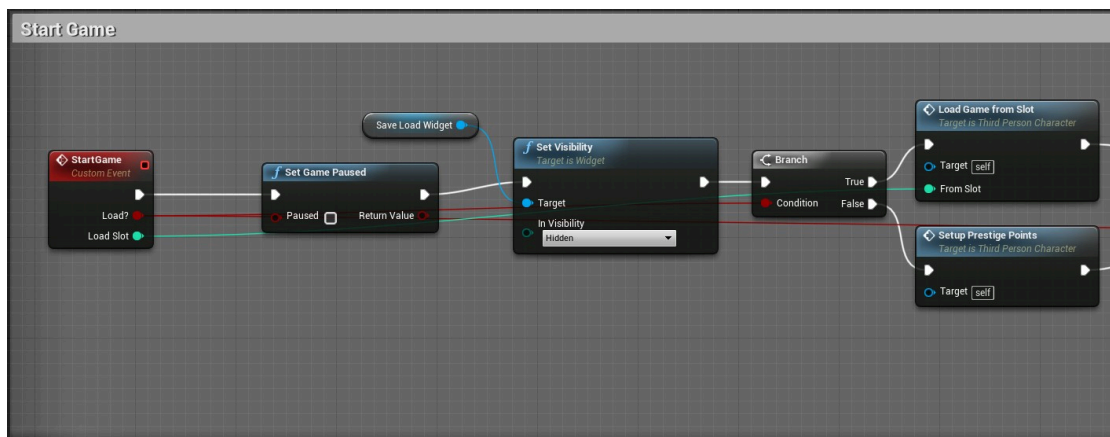 Start Game
StartGame
Custom Event
Load?
Load Slot
Set Game Paused
Paused
Return Value
Save Load Widget
Set Visibility
Target is Widget
Target
In Visibility
Hidden
Branch
Condition
True
False
Load Game from Slot
Target is Third Person Character
Target self
From Slot
Setup Prestige Points
Target is Third Person Character
Target self